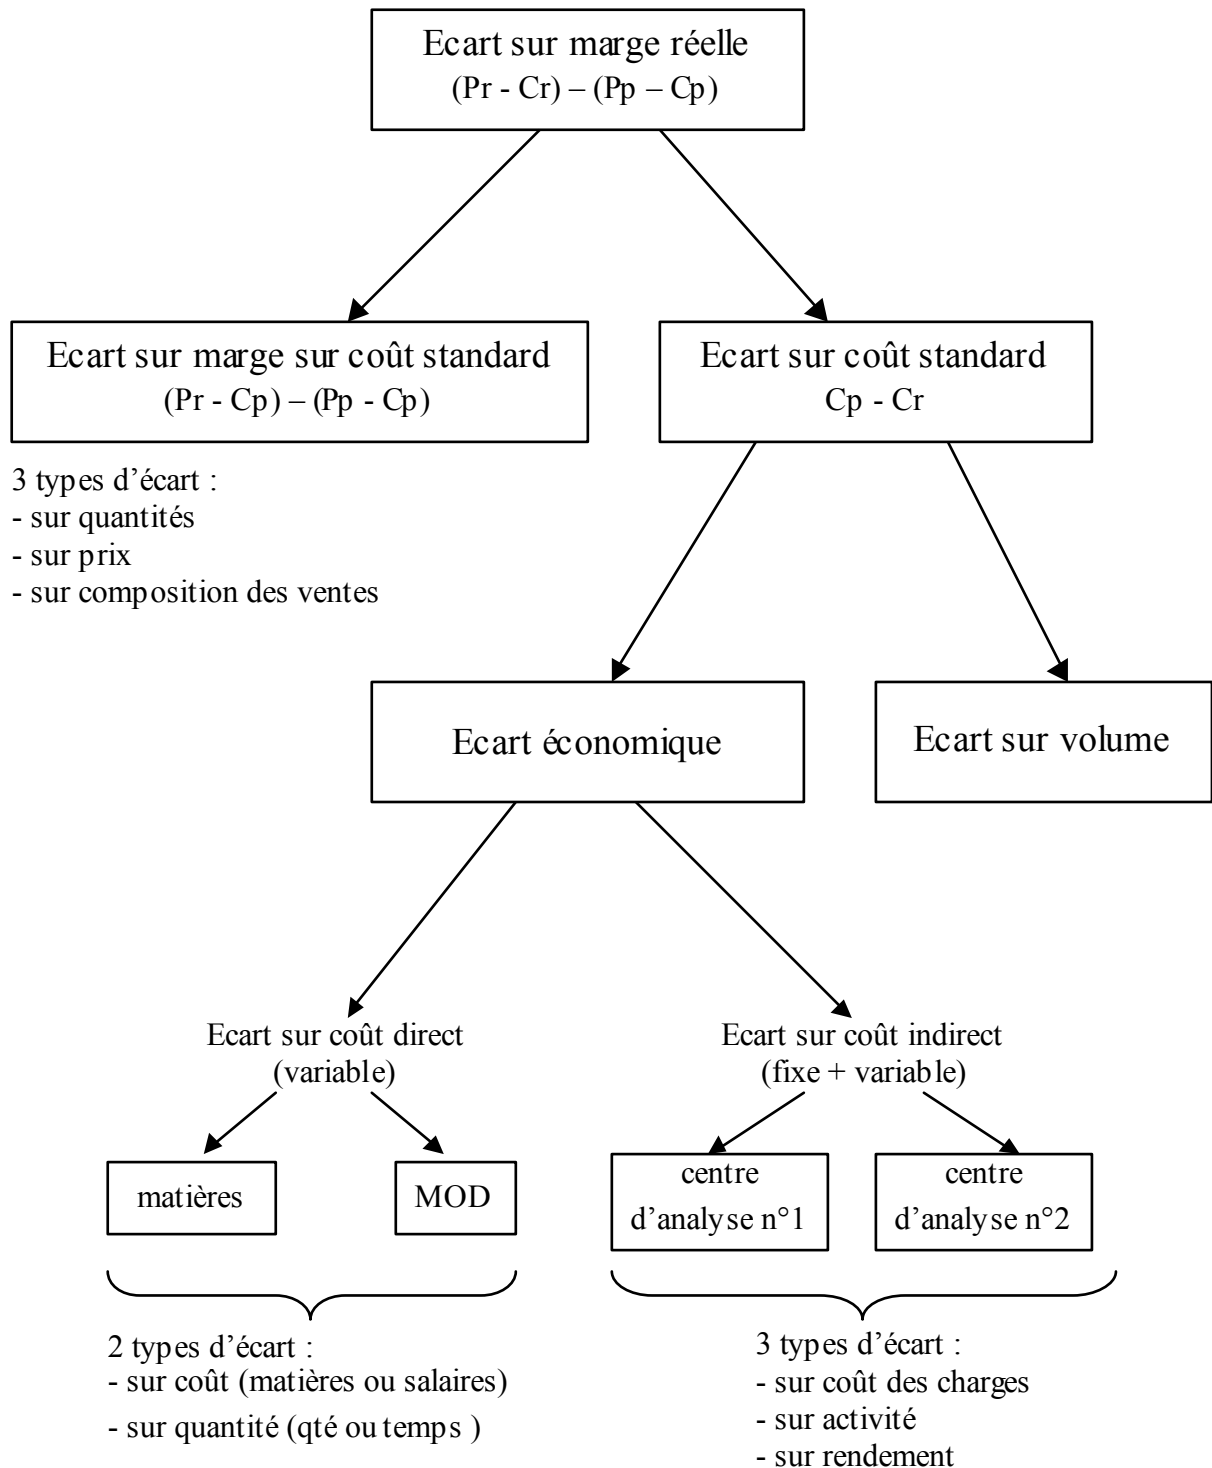 Ecart sur marge réelle
(Pr - Cr) – (Pp – Cp)
Ecart sur marge sur coût standard
(Pr - Cp) – (Pp - Cp)
Ecart sur coût standard
Cp - Cr
3 types d’écart :
- sur quantités
- sur prix
- sur composition des ventes
Ecart économique
Ecart sur volume
Ecart sur coût direct
(variable)
Ecart sur coût indirect
(fixe + variable)
matières
MOD
centre
d’analyse n°1
centre
d’analyse n°2
2 types d’écart :
- sur coût (matières ou salaires)
- sur quantité (qté ou temps )
3 types d’écart :
- sur coût des charges
- sur activité
- sur rendement